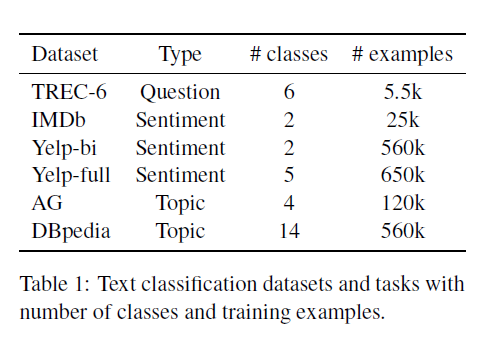 Dataset Type # classes # examples
TREC-6 Question 6 5.5k
IMDb Sentiment 2 25k
Yelp-bi Sentiment 2 560k
Yelp-full Sentiment 5 650k
AG Topic 4 120k
DBpedia Topic 14 560k
Table 1: Text classification datasets and tasks with
number of classes and training examples.